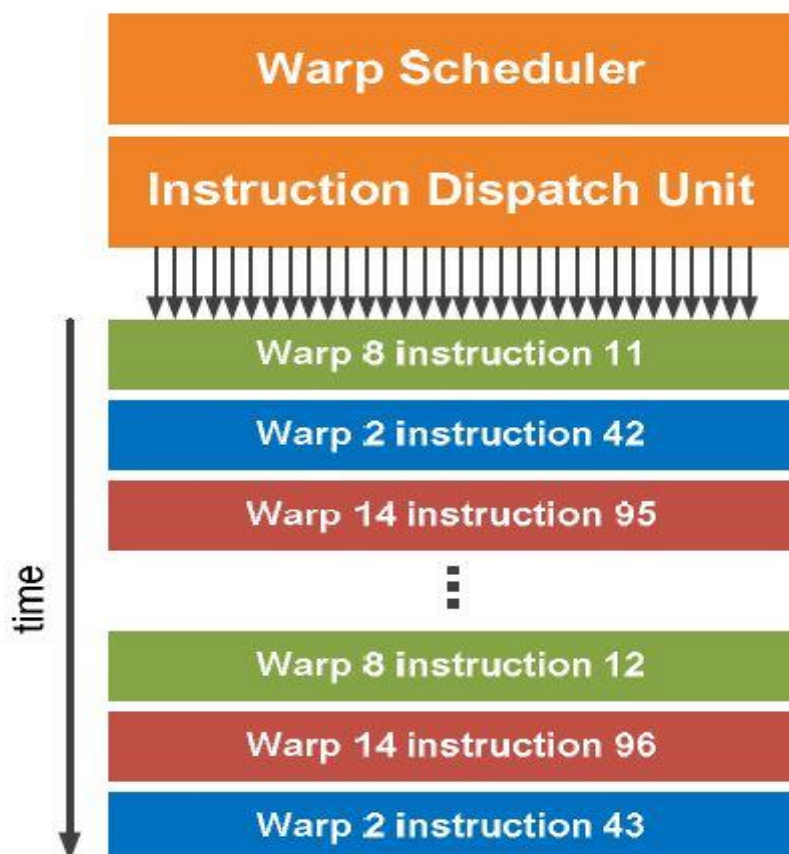 Warp Scheduler
Instruction Dispatch Unit
Warp 8 instruction 11
Warp 2 instruction 42
Warp 14 instruction 95
time
Warp 8 instruction 12
Warp 14 instruction 96
Warp 2 instruction 43